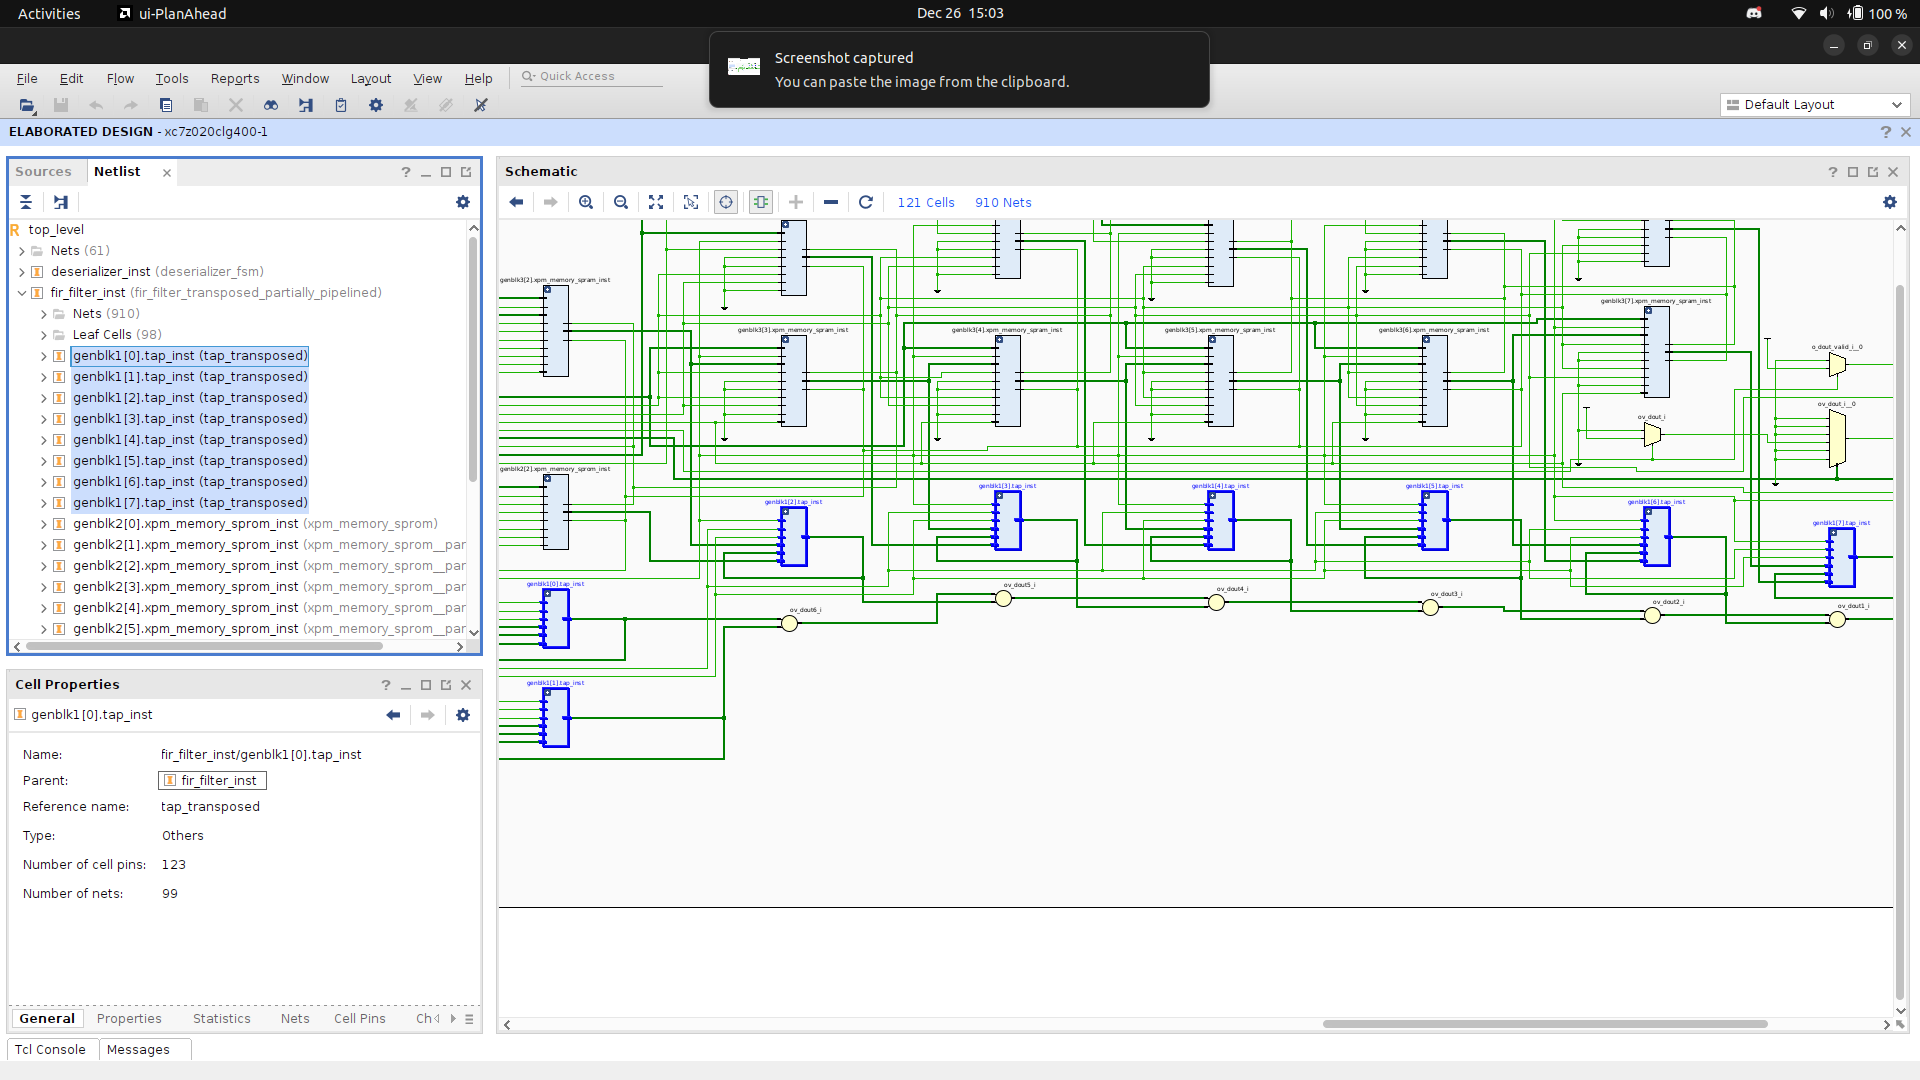 Activities
ui-PlanAhead
Dec 26 15:03
100 %
Screenshot captured
You can paste the image from the clipboard.
File Edit Flow Tools Reports Window Layout View Help
Quick Access
Default Layout
ELABORATED DESIGN - xc7z020clg400-1
Sources Netlist
top_level
Nets (61)
deserializer_inst (deserializer_fsm)
fir_filter_inst (fir_filter_transposed_partially_pipelined)
Nets (910)
Leaf Cells (98)
genblk1[0].tap_inst (tap_transposed)
genblk1[1].tap_inst (tap_transposed)
genblk1[2].tap_inst (tap_transposed)
genblk1[3].tap_inst (tap_transposed)
genblk1[4].tap_inst (tap_transposed)
genblk1[5].tap_inst (tap_transposed)
genblk1[6].tap_inst (tap_transposed)
genblk1[7].tap_inst (tap_transposed)
genblk2[0].xpm_memory_sprom_inst (xpm_memory_sprom)
genblk2[1].xpm_memory_sprom_inst (xpm_memory_sprom__par
genblk2[2].xpm_memory_sprom_inst (xpm_memory_sprom__par
genblk2[3].xpm_memory_sprom_inst (xpm_memory_sprom__par
genblk2[4].xpm_memory_sprom_inst (xpm_memory_sprom__par
genblk2[5].xpm_memory_sprom_inst (xpm_memory_sprom__par
Cell Properties
genblk1[0].tap_inst
Name: fir_filter_inst/genblk1[0].tap_inst
Parent: fir_filter_inst
Reference name: tap_transposed
Type: Others
Number of cell pins: 123
Number of nets: 99
General Properties Statistics Nets Cell Pins Ch
Tcl Console Messages
Schematic
121 Cells 910 Nets
genblk3[2].xpm_memory_spram_inst
genblk3[7].xpm_memory_spram_inst
genblk3[3].xpm_memory_spram_inst
genblk3[4].xpm_memory_spram_inst
genblk3[5].xpm_memory_spram_inst
genblk3[6].xpm_memory_spram_inst
o_dout_valid_i__0
ov_dout_i__0
ov_dout_i
genblk2[2].xpm_memory_sprom_inst
genblk1[3].tap_inst
genblk1[4].tap_inst
genblk1[5].tap_inst
genblk1[2].tap_inst
genblk1[6].tap_inst
genblk1[7].tap_inst
genblk1[0].tap_inst
ov_dout5_i
ov_dout4_i
ov_dout3_i
ov_dout2_i
ov_dout1_i
ov_dout6_i
genblk1[1].tap_inst